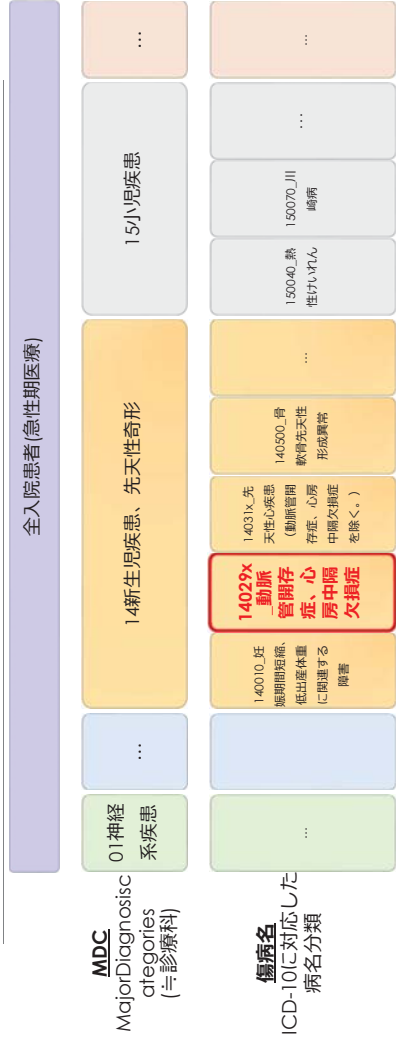 全入院患者(急性期医療)
MDC
MajorDiagnosisc
ategories
(≒診療科)
01神経
系疾患
…
14新生児疾患、先天性奇形
15小児疾患
…
傷病名
ICD-10に対応した
病名分類
…
140010_妊
娠期間短縮、
低出産体重
に関連する
障害
14029x
_動脈
管開存
症、心
房中隔
欠損症
14031x_先
天性心疾患
(動脈管開
存症、心房
中隔欠損症
を除く。)
140500_骨
軟骨先天性
形成異常
…
150040_熱
性けいれん
150070_川
崎病
…
…